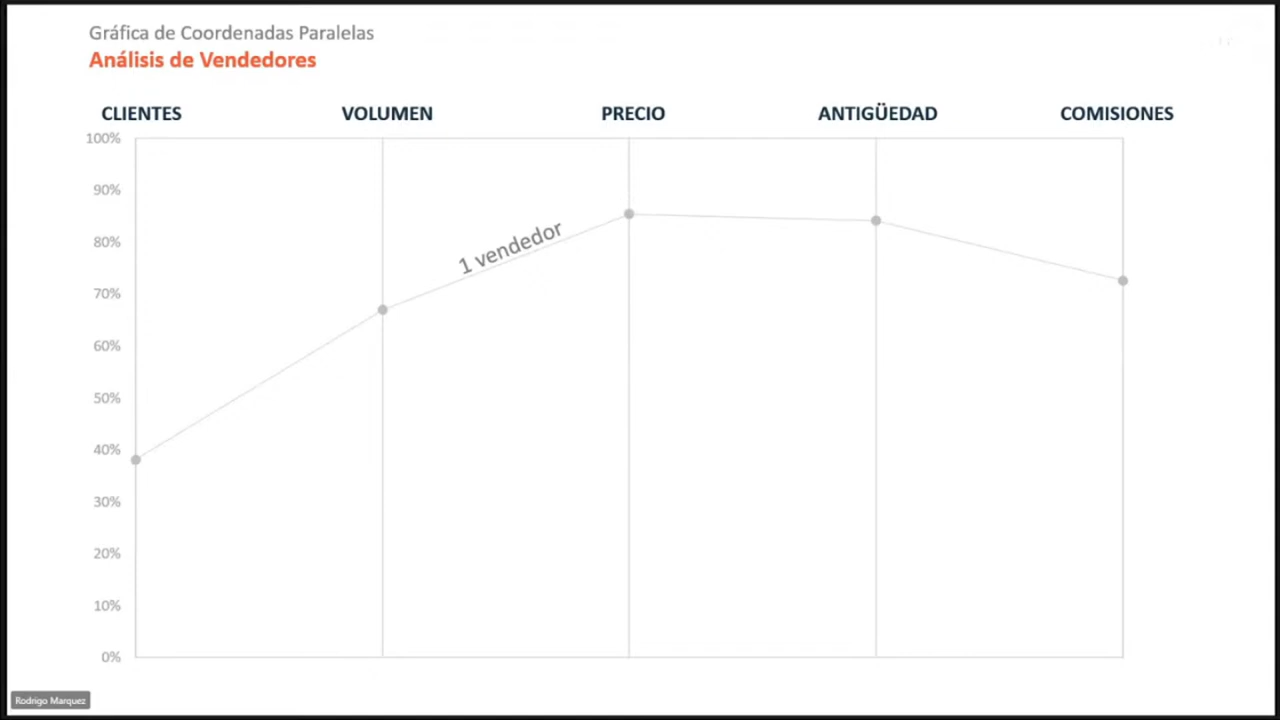 Gráfica de Coordenadas Paralelas
Análisis de Vendedores
CLIENTES VOLUMEN PRECIO ANTIGÜEDAD COMISIONES
100%
90%
80%
70%
60%
50%
40%
30%
20%
10%
0%
1 vendedor
Rodrigo Marquez